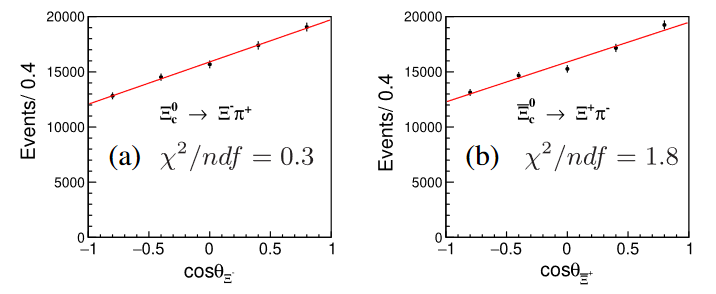 20000
15000
10000
5000
0
Events/ 0.4
Ξc0 → Ξ-π+
(a) χ2/ndf = 0.3
−1 −0.5 0 0.5 1
cosθΞ-
20000
15000
10000
5000
0
Events/ 0.4
Ξ̄c0 → Ξ̄+π-
(b) χ2/ndf = 1.8
−1 −0.5 0 0.5 1
cosθΞ̄+